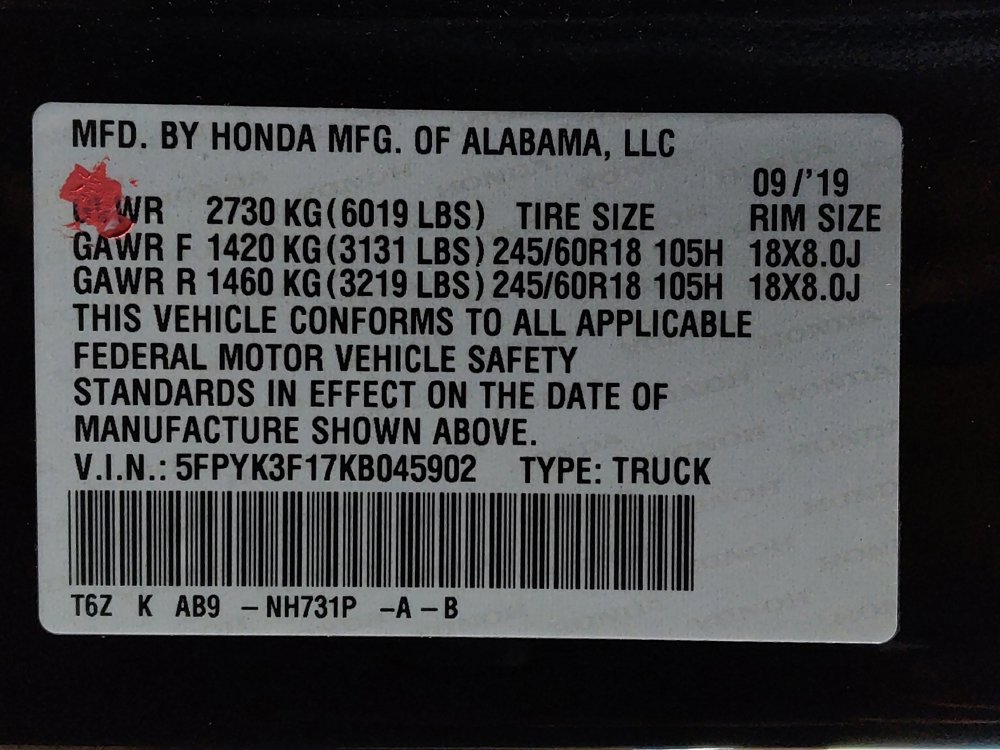 MFD. BY HONDA MFG. OF ALABAMA, LLC
09/'19
GVWR 2730 KG(6019 LBS) TIRE SIZE RIM SIZE
GAWR F 1420 KG(3131 LBS) 245/60R18 105H 18X8.0J
GAWR R 1460 KG(3219 LBS) 245/60R18 105H 18X8.0J
THIS VEHICLE CONFORMS TO ALL APPLICABLE
FEDERAL MOTOR VEHICLE SAFETY
STANDARDS IN EFFECT ON THE DATE OF
MANUFACTURE SHOWN ABOVE.
V.I.N.: 5FPYK3F17KB045902 TYPE: TRUCK
T6Z K AB9 -NH731P -A-B